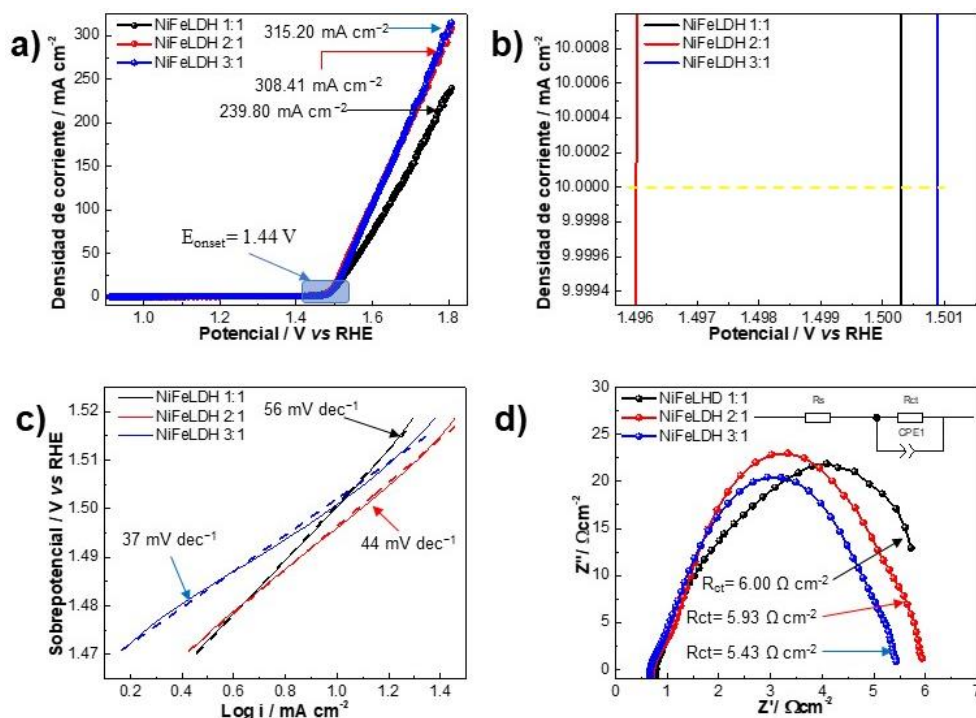 a)
NiFeLDH 1:1
NiFeLDH 2:1
NiFeLDH 3:1
315.20 mA cm⁻²
308.41 mA cm⁻²
239.80 mA cm⁻²
E onset= 1.44 V
Densidad de corriente / mA cm⁻²
300
250
200
150
100
50
0
1.0 1.2 1.4 1.6 1.8
Potencial / V vs RHE
b)
NiFeLDH 1:1
NiFeLDH 2:1
NiFeLDH 3:1
Densidad de corriente / mA cm⁻²
10.0008
10.0006
10.0004
10.0002
10.0000
9.9998
9.9996
9.9994
1.496 1.497 1.498 1.499 1.500 1.501
Potencial / V vs RHE
c)
NiFeLDH 1:1
NiFeLDH 2:1
NiFeLDH 3:1
56 mV dec⁻¹
37 mV dec⁻¹
44 mV dec⁻¹
Sobrepotencial / V vs RHE
1.52
1.51
1.50
1.49
1.48
1.47
0.2 0.4 0.6 0.8 1.0 1.2 1.4
Log j / mA cm⁻²
d)
NiFeLHD 1:1
NiFeLDH 2:1
NiFeLDH 3:1
Rs
Rct
CPE1
Rct= 6.00 Ω cm⁻²
Rct= 5.93 Ω cm⁻²
Rct= 5.43 Ω cm⁻²
Z''/ Ωcm⁻²
30
25
20
15
10
5
0
0 1 2 3 4 5 6 7
Z'/ Ωcm⁻²